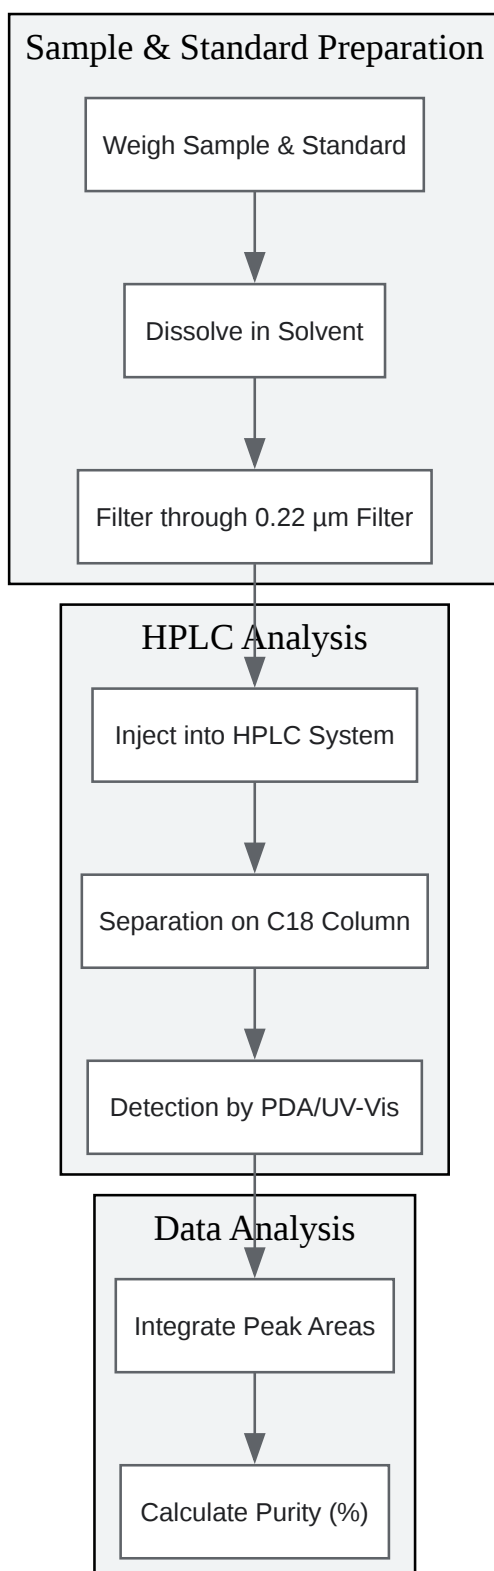 Sample & Standard Preparation
Weigh Sample & Standard
Dissolve in Solvent
Filter through 0.22 µm Filter
HPLC Analysis
Inject into HPLC System
Separation on C18 Column
Detection by PDA/UV-Vis
Data Analysis
Integrate Peak Areas
Calculate Purity (%)